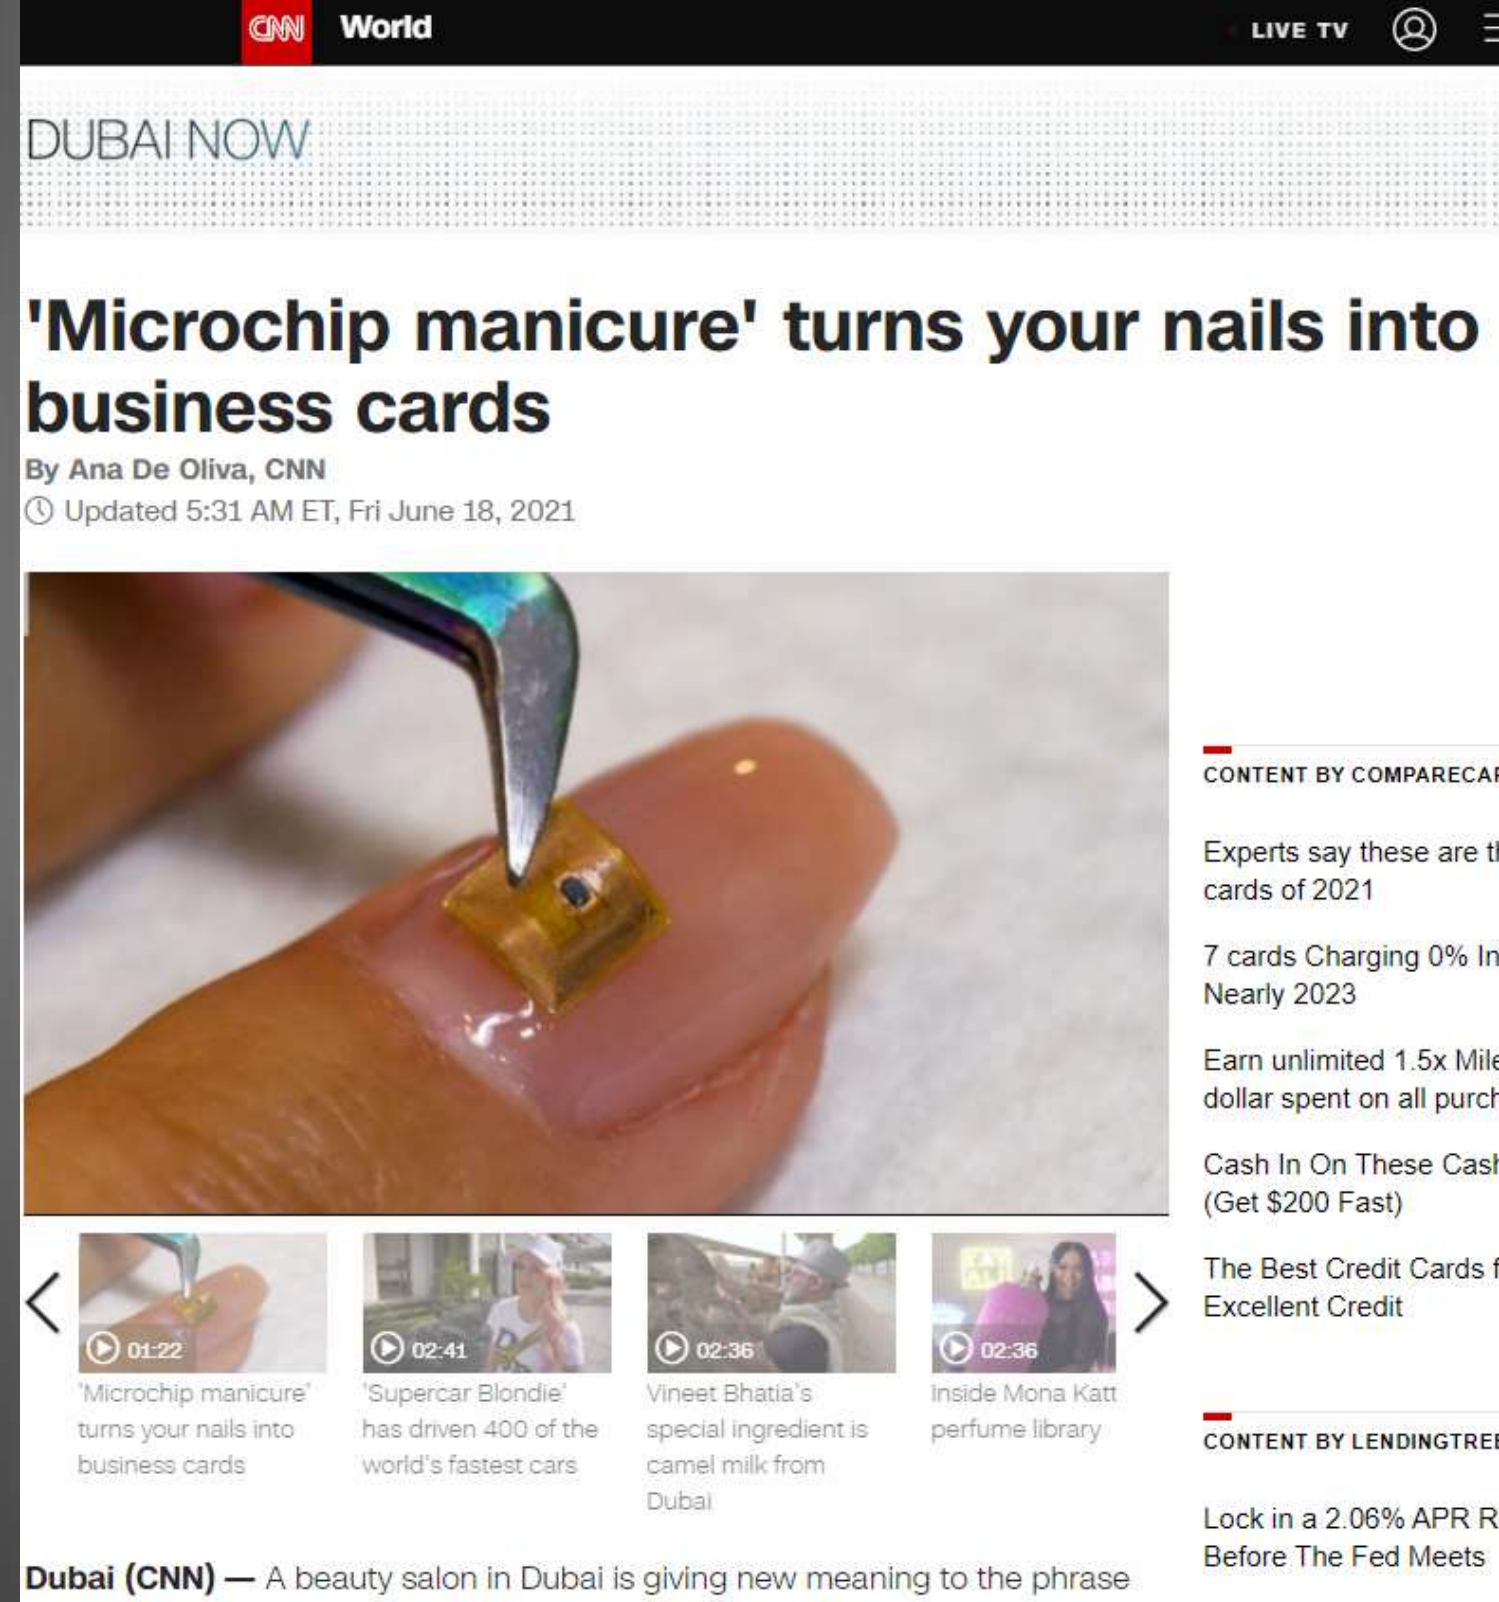 CNN World
LIVE TV
DUBAI NOW
'Microchip manicure' turns your nails into
business cards
By Ana De Oliva, CNN
Updated 5:31 AM ET, Fri June 18, 2021
01:22
'Microchip manicure'
turns your nails into
business cards
02:41
'Supercar Blondie'
has driven 400 of the
world's fastest cars
02:36
Vineet Bhatia's
special ingredient is
camel milk from
Dubai
02:36
Inside Mona Katt
perfume library
Dubai (CNN) — A beauty salon in Dubai is giving new meaning to the phrase
CONTENT BY COMPARECAR
Experts say these are th
cards of 2021
7 cards Charging 0% In
Nearly 2023
Earn unlimited 1.5x Mile
dollar spent on all purch
Cash In On These Cash
(Get $200 Fast)
The Best Credit Cards f
Excellent Credit
CONTENT BY LENDINGTREE
Lock in a 2.06% APR R
Before The Fed Meets